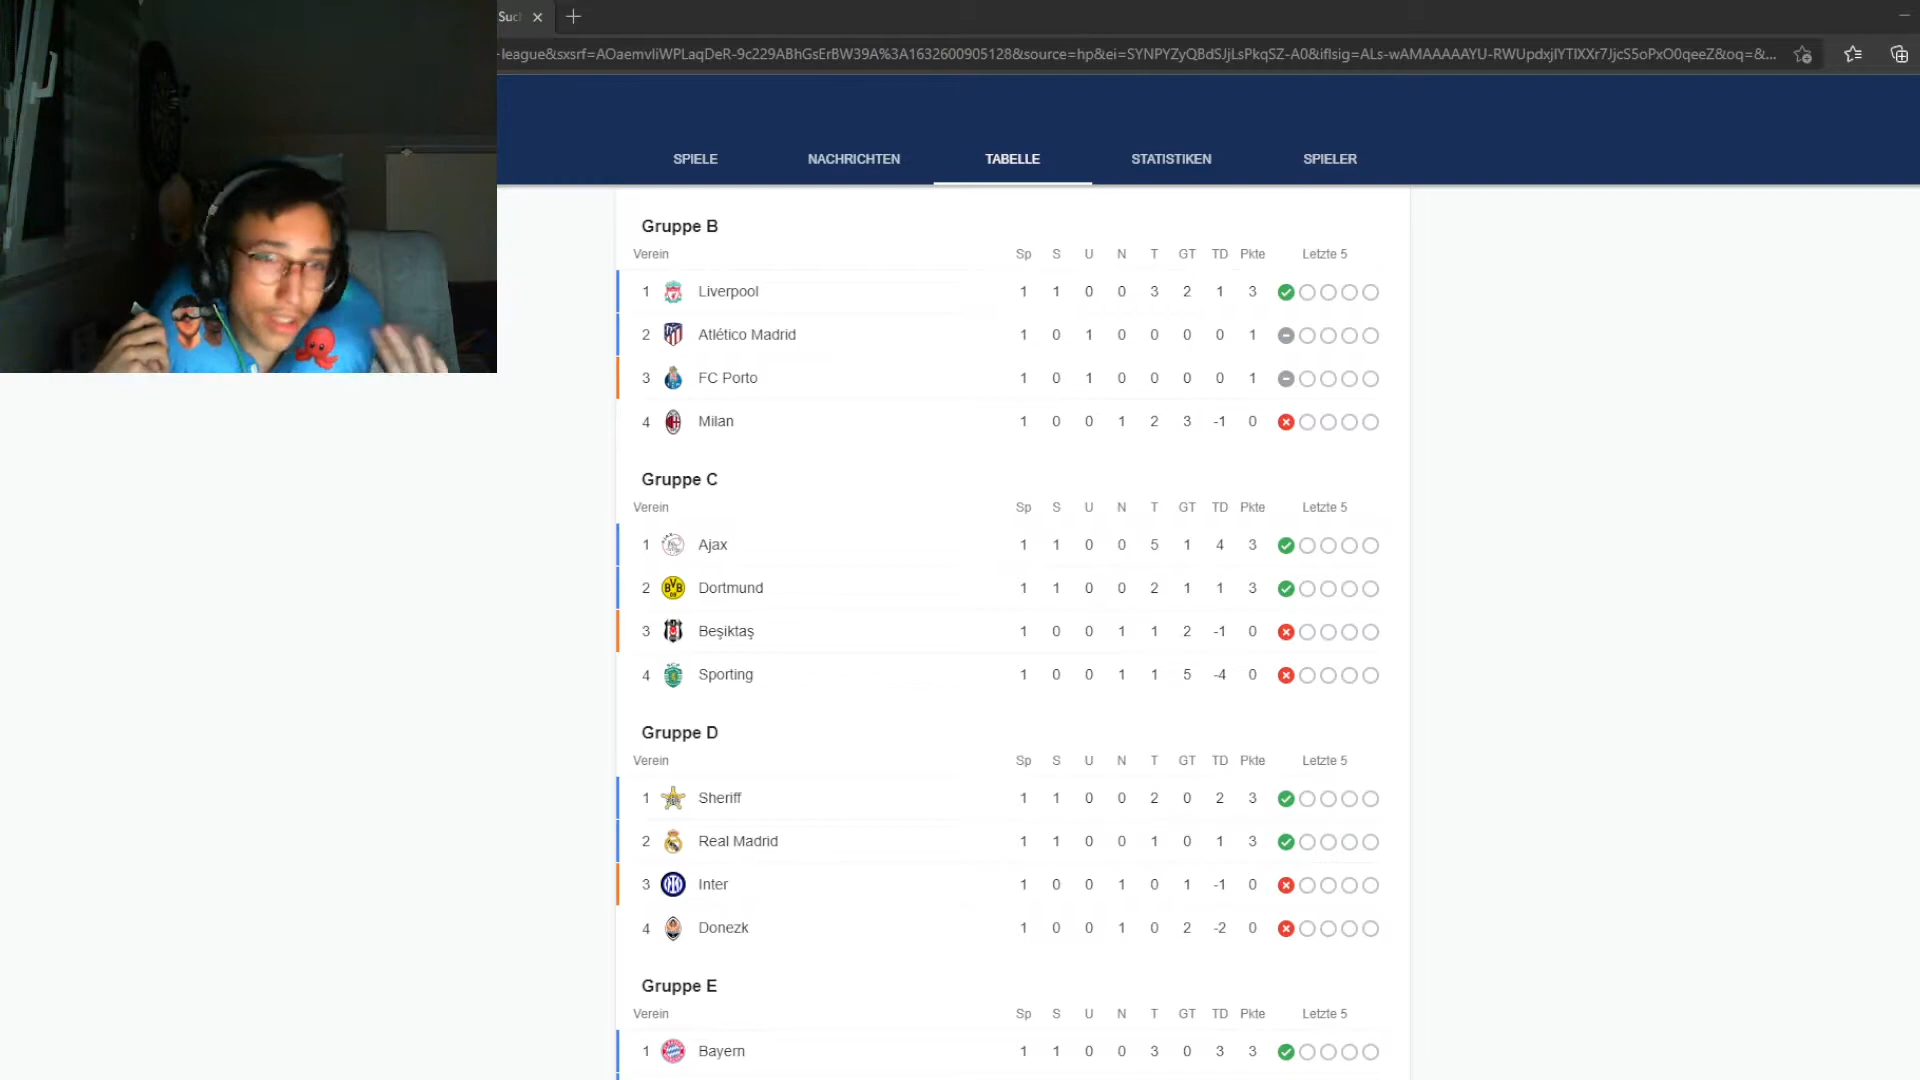 Such
-league&sxsrf=AOaemvIiWPLaqDeR-9c229ABhGsErBW39A%3A1632600905128&source=hp&ei=SYNPYZyQBdSJjLsPkqSZ-A0&iflsig=ALs-wAMAAAAAYU-RWUpdxjlYTlXXr7JjcS5oPxO0qeeZ&oq=&...
SPIELE NACHRICHTEN TABELLE STATISTIKEN SPIELER
Gruppe B
Verein Sp S U N T GT TD Pkte Letzte 5
1 Liverpool 1 1 0 0 3 2 1 3
2 Atlético Madrid 1 0 1 0 0 0 0 1
3 FC Porto 1 0 1 0 0 0 0 1
4 Milan 1 0 0 1 2 3 -1 0
Gruppe C
Verein Sp S U N T GT TD Pkte Letzte 5
1 Ajax 1 1 0 0 5 1 4 3
2 Dortmund 1 1 0 0 2 1 1 3
3 Beşiktaş 1 0 0 1 1 2 -1 0
4 Sporting 1 0 0 1 1 5 -4 0
Gruppe D
Verein Sp S U N T GT TD Pkte Letzte 5
1 Sheriff 1 1 0 0 2 0 2 3
2 Real Madrid 1 1 0 0 1 0 1 3
3 Inter 1 0 0 1 0 1 -1 0
4 Donezk 1 0 0 1 0 2 -2 0
Gruppe E
Verein Sp S U N T GT TD Pkte Letzte 5
1 Bayern 1 1 0 0 3 0 3 3